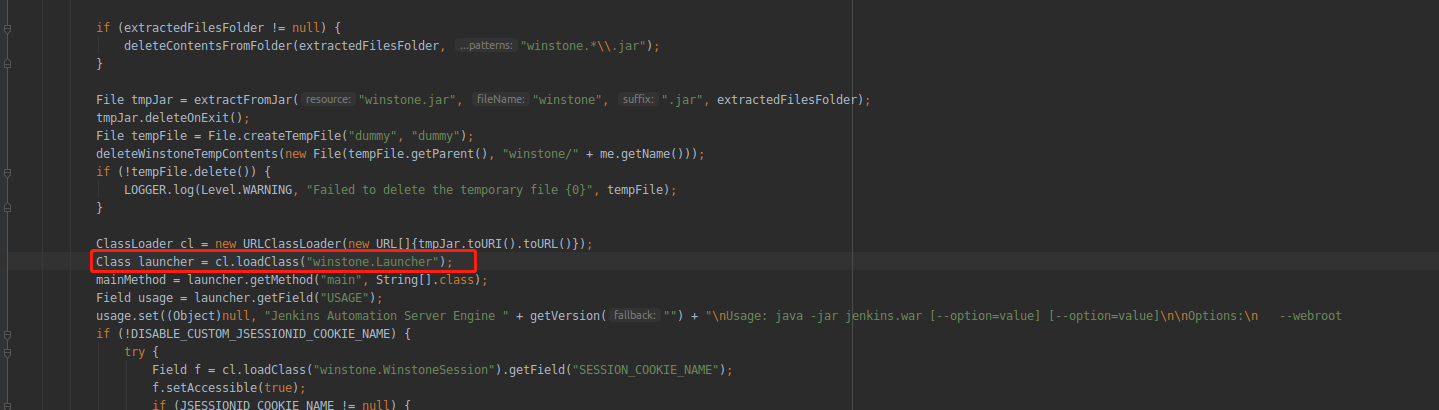 if (extractedFilesFolder != null) {
deleteContentsFromFolder(extractedFilesFolder, ...patterns: "winstone.*\\.jar");
}
File tmpJar = extractFromJar( resource: "winstone.jar", fileName: "winstone", suffix: ".jar", extractedFilesFolder);
tmpJar.deleteOnExit();
File tempFile = File.createTempFile("dummy", "dummy");
deleteWinstoneTempContents(new File(tempFile.getParent(), "winstone/" + me.getName()));
if (!tempFile.delete()) {
LOGGER.log(Level.WARNING, "Failed to delete the temporary file {0}", tempFile);
}
ClassLoader cl = new URLClassLoader(new URL[]{tmpJar.toURI().toURL()});
Class launcher = cl.loadClass("winstone.Launcher");
mainMethod = launcher.getMethod("main", String[].class);
Field usage = launcher.getField("USAGE");
usage.set((Object)null, "Jenkins Automation Server Engine " + getVersion( fallback: "") + "\nUsage: java -jar jenkins.war [--option=value] [--option=value]\n\nOptions:\n   --webroot
if (!DISABLE_CUSTOM_JSESSIONID_COOKIE_NAME) {
try {
Field f = cl.loadClass("winstone.WinstoneSession").getField("SESSION_COOKIE_NAME");
f.setAccessible(true);
if (JSESSIONID_COOKIE_NAME != null) {